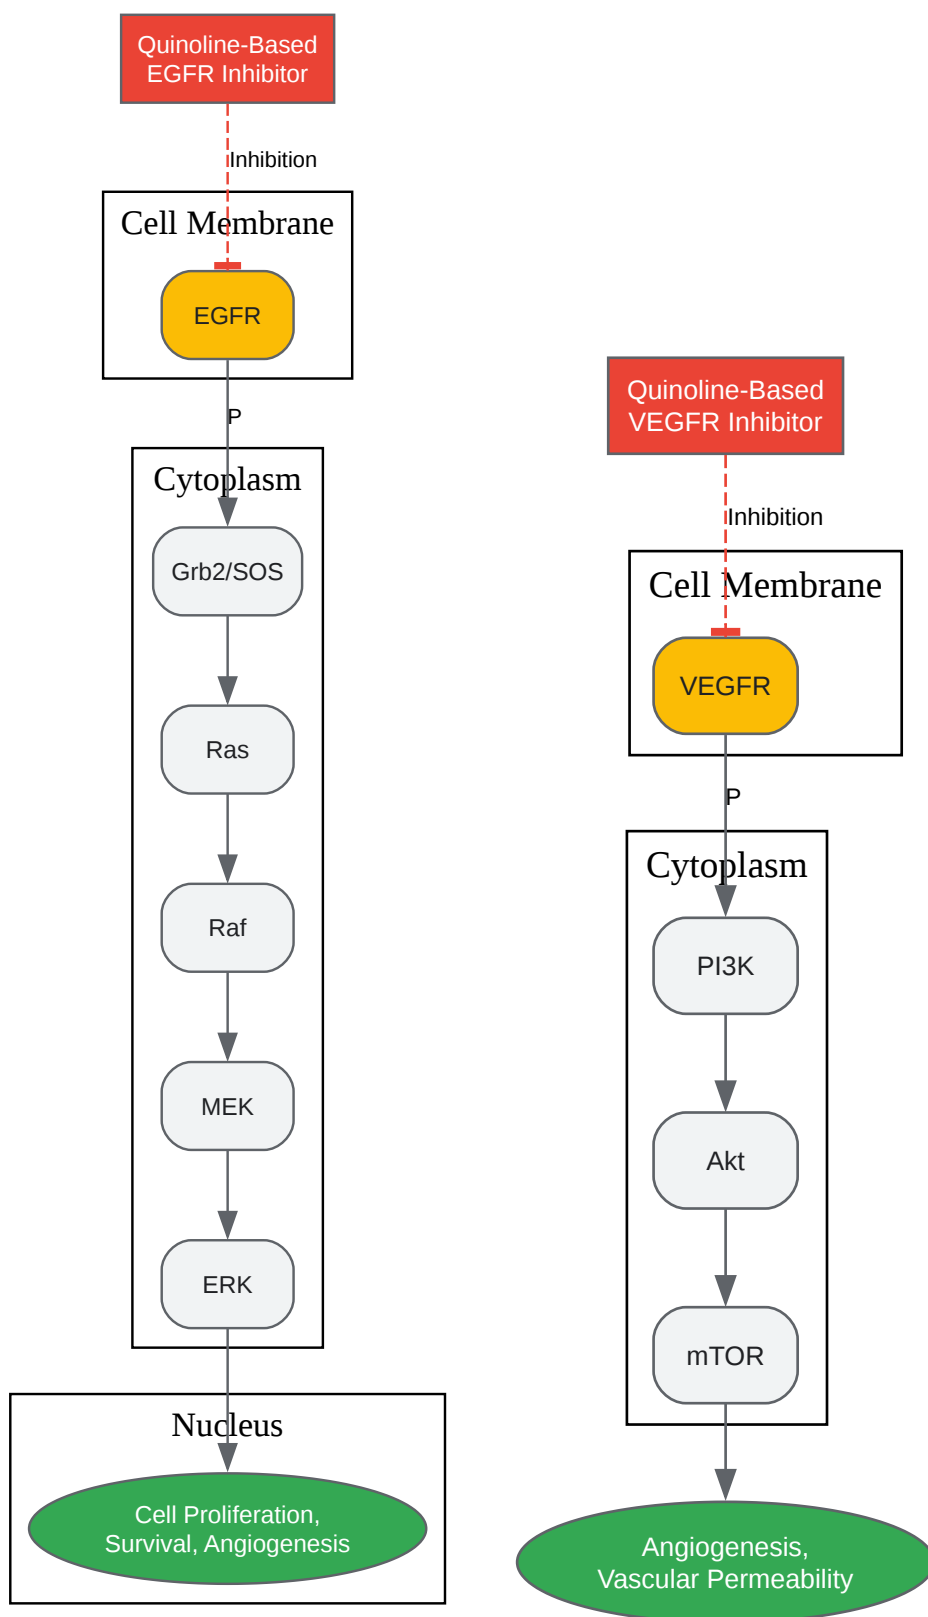 Quinoline-Based
EGFR Inhibitor
Inhibition
Cell Membrane
EGFR
P
Cytoplasm
Grb2/SOS
Ras
Raf
MEK
ERK
Nucleus
Cell Proliferation,
Survival, Angiogenesis
Quinoline-Based
VEGFR Inhibitor
Inhibition
Cell Membrane
VEGFR
P
Cytoplasm
PI3K
Akt
mTOR
Angiogenesis,
Vascular Permeability